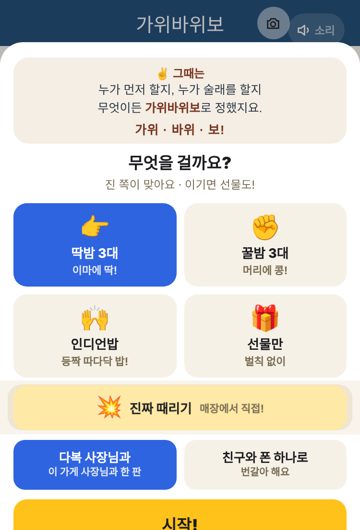 가위바위보
소리
그때는
누가 먼저 할지, 누가 술래를 할지
무엇이든 가위바위보로 정했지요.
가위 · 바위 · 보!
무엇을 걸까요?
진 쪽이 맞아요 · 이기면 선물도!
딱밤 3대
이마에 딱!
꿀밤 3대
머리에 콩!
인디언밥
등짝 따다닥 밥!
선물만
벌칙 없이
진짜 때리기 매장에서 직접!
다복 사장님과
이 가게 사장님과 한 판
친구와 폰 하나로
번갈아 해요
시작!